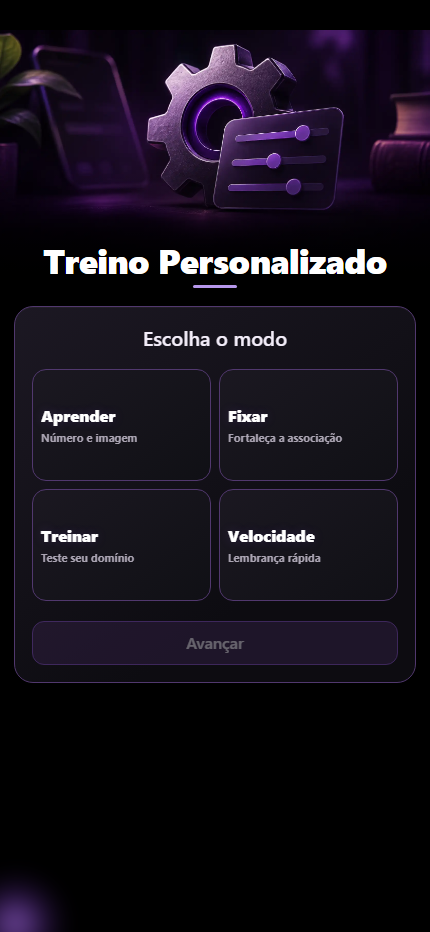 Treino Personalizado
Escolha o modo
Aprender
Número e imagem
Fixar
Fortaleça a associação
Treinar
Teste seu domínio
Velocidade
Lembrança rápida
Avançar